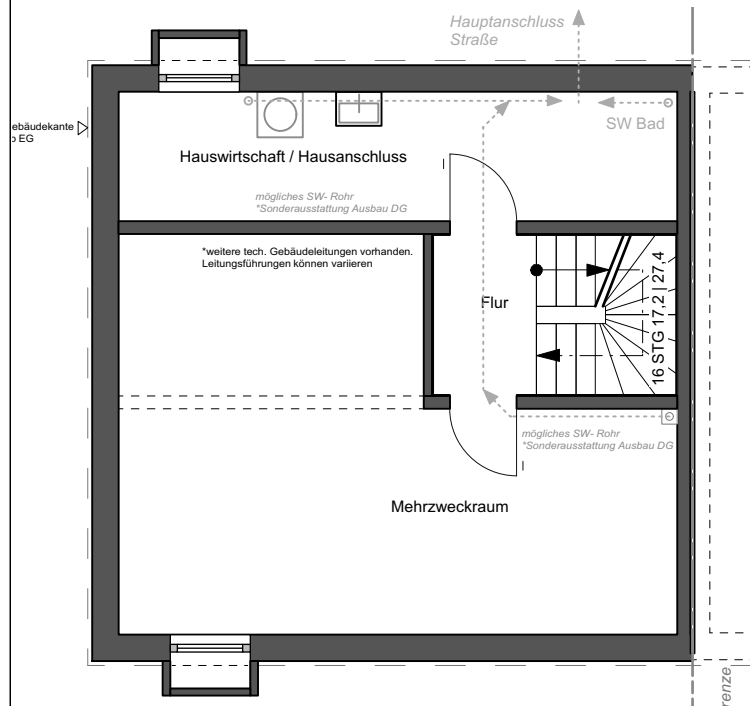 Hauptanschluss
Straße
ebäudekante
EG
SW Bad
Hauswirtschaft / Hausanschluss
mögliches SW- Rohr
*Sonderausstattung Ausbau DG
*weitere tech. Gebäudeleitungen vorhanden.
Leitungsführungen können variieren
Flur
16 STG 17,2 | 27,4
mögliches SW- Rohr
*Sonderausstattung Ausbau DG
Mehrzweckraum
renze